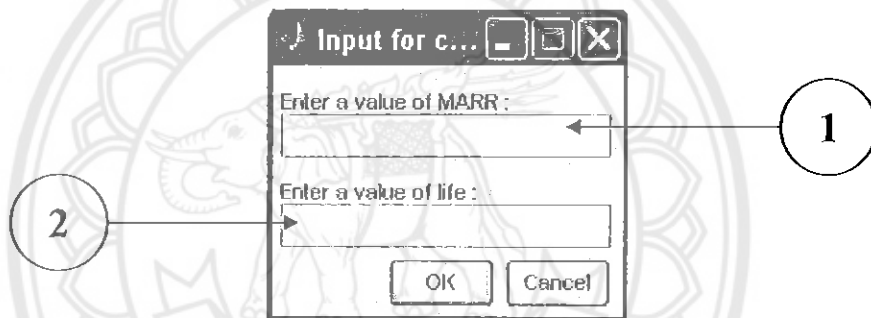 Input for c...
Enter a value of MARR :
1
Enter a value of life :
2
OK
Cancel